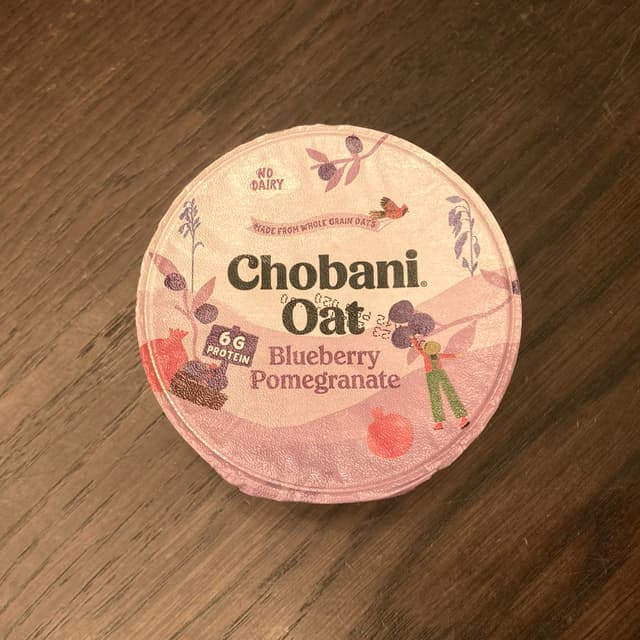 NO
DAIRY
MADE FROM WHOLE GRAIN OATS
Chobani®
Oat
6G
PROTEIN
Blueberry
Pomegranate